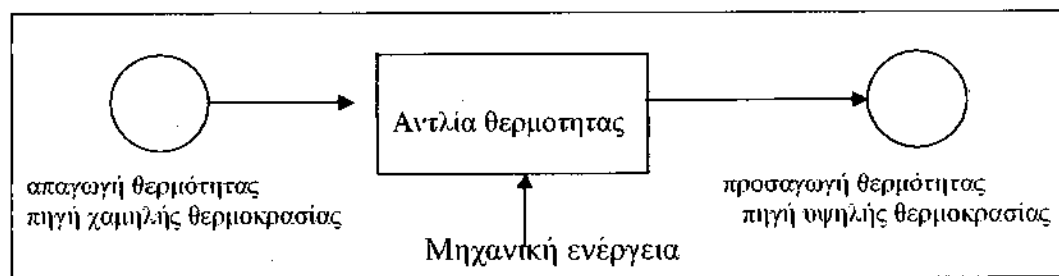 Αντλία θερμοτητας
απαγωγή θερμότητας
πηγή χαμηλής θερμοκρασίας
προσαγωγή θερμότητας
πηγή υψηλής θερμοκρασίας
Μηχανική ενέργεια